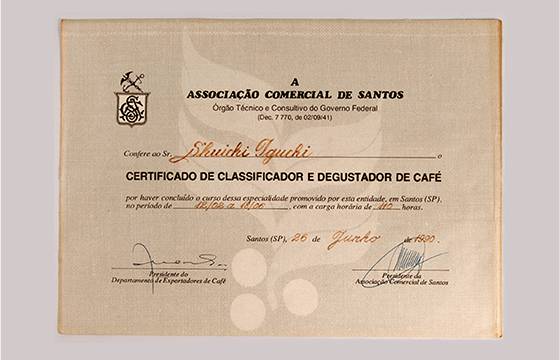 A
ASSOCIAÇÃO COMERCIAL DE SANTOS
Órgão Técnico e Consultivo do Governo Federal
(Dec. 7 770, de 02/09/41)
Confere ao Sr. Shuichi Iguchi o
CERTIFICADO DE CLASSIFICADOR E DEGUSTADOR DE CAFÉ
por haver concluído o curso dessa especialidade promovido por esta entidade, em Santos (SP).
no período de a , com a carga horária de 110 horas.
Santos (SP), 26 de Junho de 1990.
Presidente do
Departamento de Exportadores de Café
Presidente da
Associação Comercial de Santos